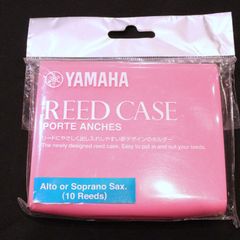 YAMAHA
REED CASE
PORTE ANCHES
リードにやさしく出し入れしやすい新デザインのホルダー
The newly designed reed case. Easy to put in and out your reeds.
Alto or Soprano Sax.
(10 Reeds)